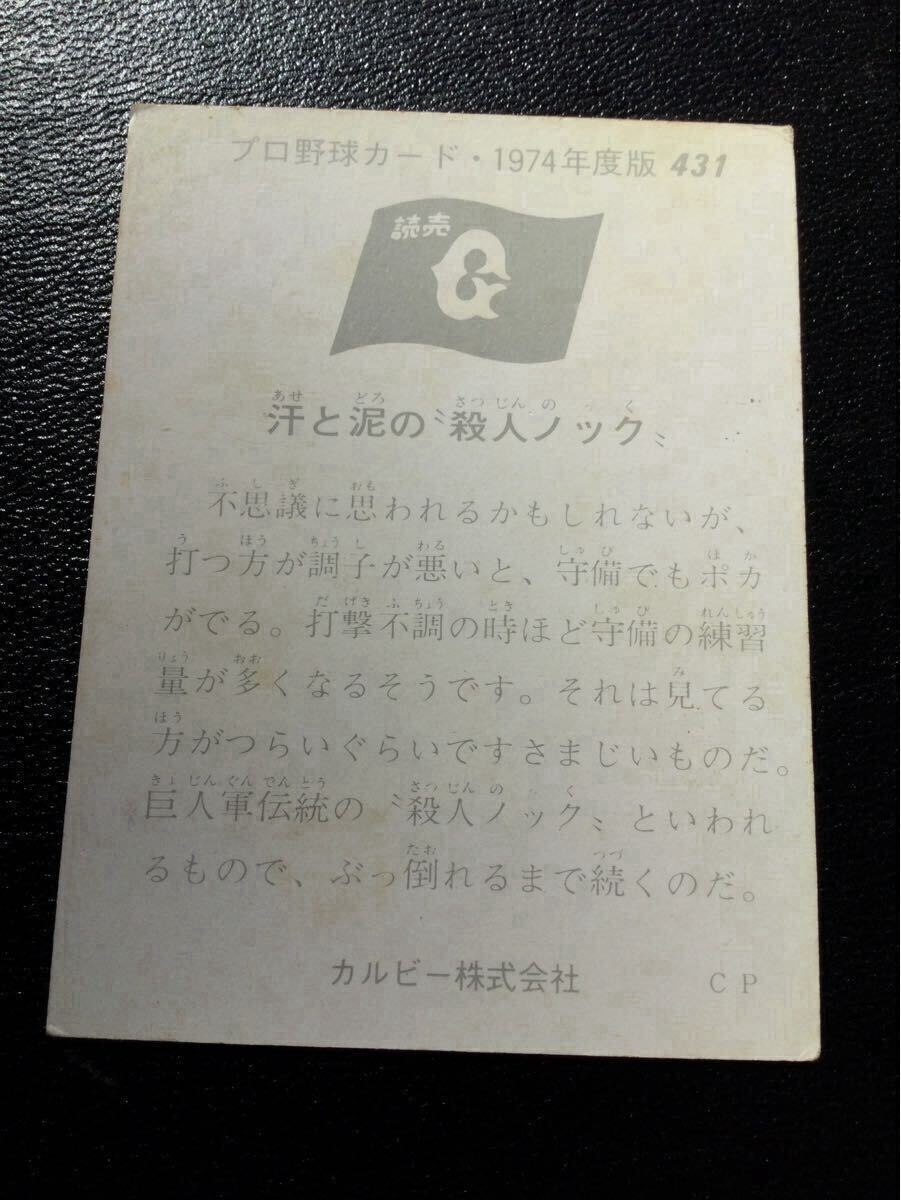 プロ野球カード・1974年度版 431
読売
G
汗と泥の〝殺人ノック〟
不思議に思われるかもしれないが、
打つ方が調子が悪いと、守備でもポカ
がでる。打撃不調の時ほど守備の練習
量が多くなるそうです。それは見てる
方がつらいぐらいですさまじいものだ。
巨人軍伝統の〝殺人ノック〟といわれ
るもので、ぶっ倒れるまで続くのだ。
カルビー株式会社 CP